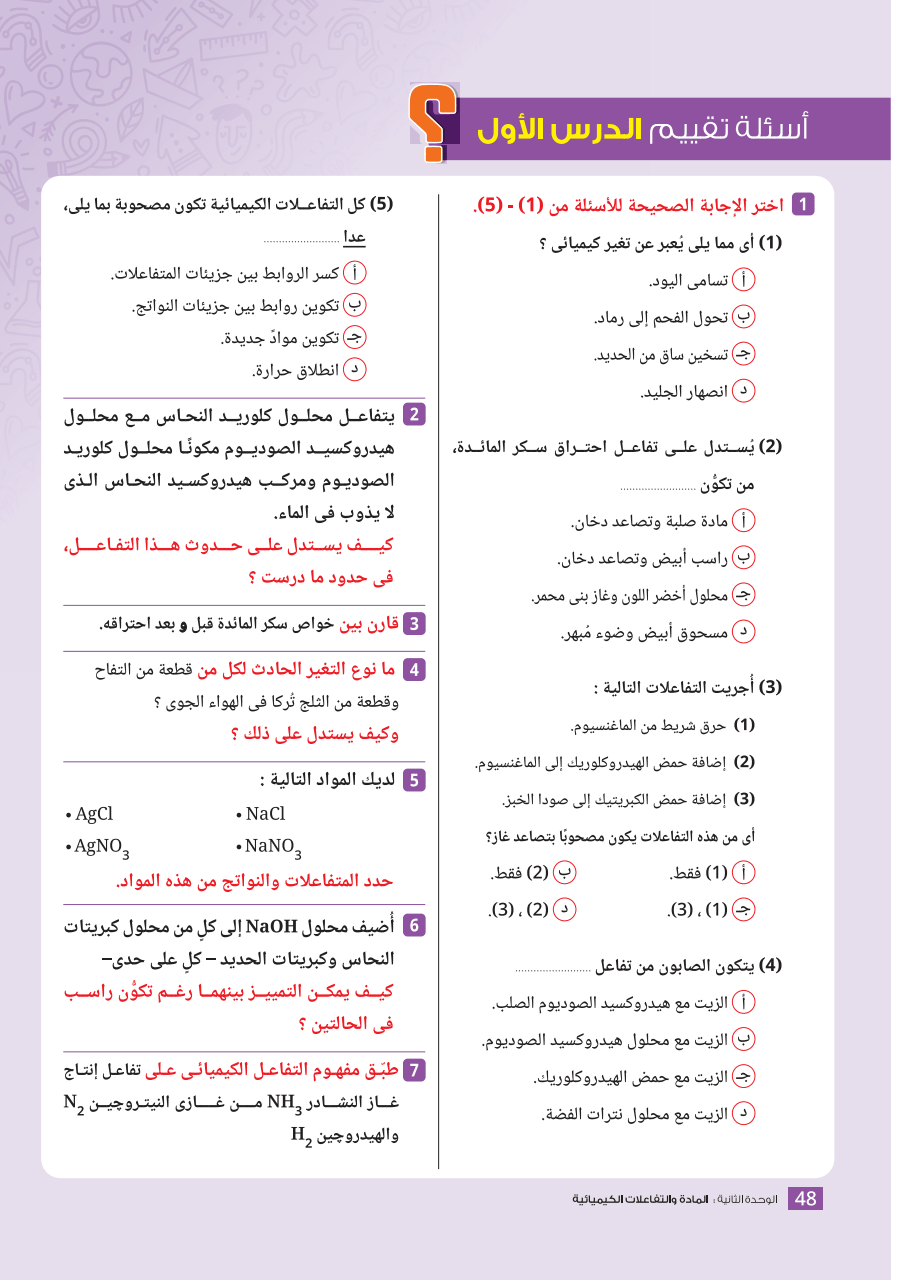 أسئلة تقييم الدرس الأول
؟
1 اختر الإجابة الصحيحة للأسئلة من (1) - (5).
(1) أى مما يلى يُعبر عن تغير كيميائى ؟
أ تسامى اليود.
ب تحول الفحم إلى رماد.
جـ تسخين ساق من الحديد.
د انصهار الجليد.
(2) يُستدل على تفاعل احتراق سكر المائدة،
من تكوُّن .........................
أ مادة صلبة وتصاعد دخان.
ب راسب أبيض وتصاعد دخان.
جـ محلول أخضر اللون وغاز بنى محمر.
د مسحوق أبيض وضوء مُبهر.
(3) أُجريت التفاعلات التالية :
(1) حرق شريط من الماغنسيوم.
(2) إضافة حمض الهيدروكلوريك إلى الماغنسيوم.
(3) إضافة حمض الكبريتيك إلى صودا الخبز.
أى من هذه التفاعلات يكون مصحوبًا بتصاعد غاز؟
أ (1) فقط. ب (2) فقط.
جـ (1) ، (3). د (2) ، (3).
(4) يتكون الصابون من تفاعل .........................
أ الزيت مع هيدروكسيد الصوديوم الصلب.
ب الزيت مع محلول هيدروكسيد الصوديوم.
جـ الزيت مع حمض الهيدروكلوريك.
د الزيت مع محلول نترات الفضة.
(5) كل التفاعلات الكيميائية تكون مصحوبة بما يلى،
عدا .........................
أ كسر الروابط بين جزيئات المتفاعلات.
ب تكوين روابط بين جزيئات النواتج.
جـ تكوين موادّ جديدة.
د انطلاق حرارة.
2 يتفاعل محلول كلوريد النحاس مع محلول
هيدروكسيد الصوديوم مكونًا محلول كلوريد
الصوديوم ومركب هيدروكسيد النحاس الذى
لا يذوب فى الماء.
كيف يستدل على حدوث هذا التفاعل،
فى حدود ما درست ؟
3 قارن بين خواص سكر المائدة قبل و بعد احتراقه.
4 ما نوع التغير الحادث لكل من قطعة من التفاح
وقطعة من الثلج تُركا فى الهواء الجوى ؟
وكيف يستدل على ذلك ؟
5 لديك المواد التالية :
• NaCl • AgCl
• NaNO₃ • AgNO₃
حدد المتفاعلات والنواتج من هذه المواد.
6 أُضيف محلول NaOH إلى كلٍ من محلول كبريتات
النحاس وكبريتات الحديد – كلٍ على حدى–
كيف يمكن التمييز بينهما رغم تكوُّن راسب
فى الحالتين ؟
7 طبّق مفهوم التفاعل الكيميائى على تفاعل إنتاج
غاز النشادر NH₃ من غازى النيتروچين N₂
والهيدروچين H₂
48 الوحدة الثانية : المادة والتفاعلات الكيميائية